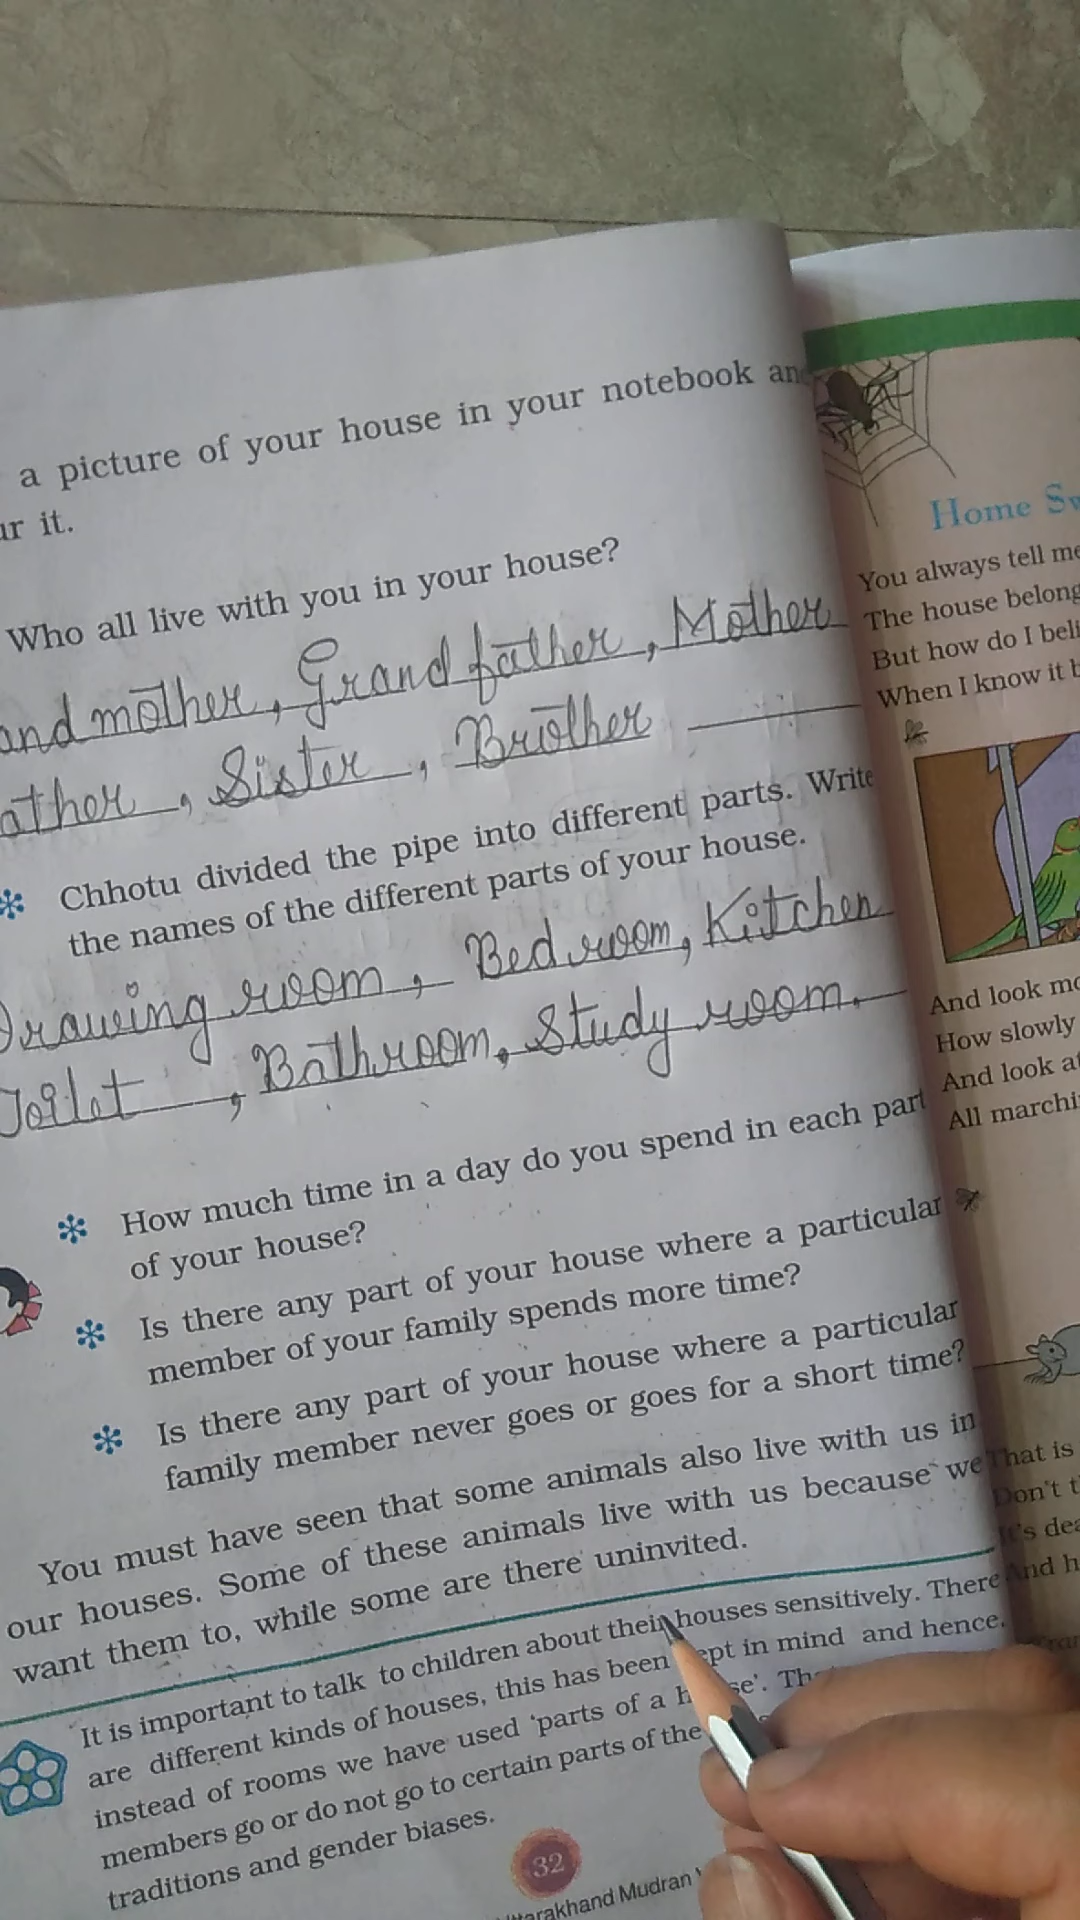 a picture of your house in your notebook
it.
Who all live with you in your house?
and mother, Grand father, Mother
ather, Sister, Brother
Chhotu divided the pipe into different parts. Write
the names of the different parts of your house.
Drawing room, Bed room, Kitchen
Toilet, Bathroom, Study room.
How much time in a day do you spend in each part
of your house?
Is there any part of your house where a particular
member of your family spends more time?
Is there any part of your house where a particular
family member never goes or goes for a short time?
You must have seen that some animals also live with us in
our houses. Some of these animals live with us because we
want them to, while some are there uninvited.
It is important to talk to children about their houses sensitively. There
are different kinds of houses, this has been kept in mind and hence.
instead of rooms we have used 'parts of a
members go or do not go to certain parts of the
traditions and gender biases.
32
Mudran
Home
You always tell me
The house
But how do I
When I know it
And look
How slowly
And look
All
That is
Don't
It's
And